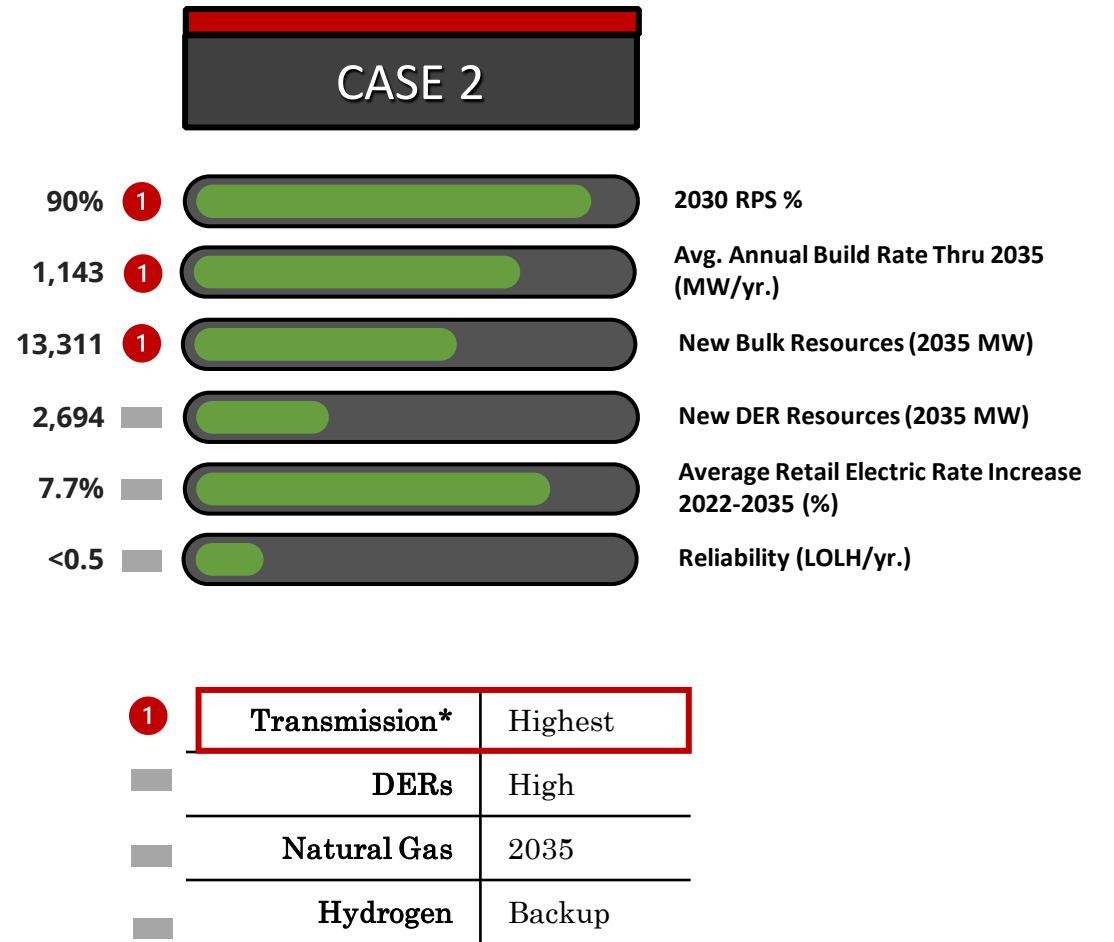 CASE 2
90% 1 2030 RPS %
1,143 1 Avg. Annual Build Rate Thru 2035
(MW/yr.)
13,311 1 New Bulk Resources (2035 MW)
2,694 New DER Resources (2035 MW)
7.7% Average Retail Electric Rate Increase
2022-2035 (%)
<0.5 Reliability (LOLH/yr.)
1 Transmission* Highest
DERs High
Natural Gas 2035
Hydrogen Backup